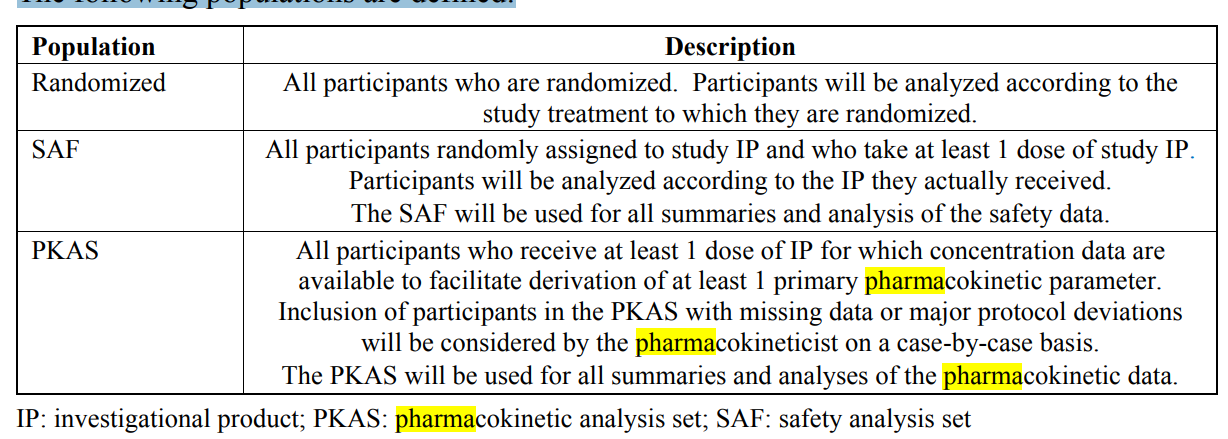 The following populations are defined:
Population Description
Randomized All participants who are randomized.  Participants will be analyzed according to the
study treatment to which they are randomized.
SAF All participants randomly assigned to study IP and who take at least 1 dose of study IP.
Participants will be analyzed according to the IP they actually received.
The SAF will be used for all summaries and analysis of the safety data.
PKAS All participants who receive at least 1 dose of IP for which concentration data are
available to facilitate derivation of at least 1 primary pharmacokinetic parameter.
Inclusion of participants in the PKAS with missing data or major protocol deviations
will be considered by the pharmacokineticist on a case-by-case basis.
The PKAS will be used for all summaries and analyses of the pharmacokinetic data.
IP: investigational product; PKAS: pharmacokinetic analysis set; SAF: safety analysis set